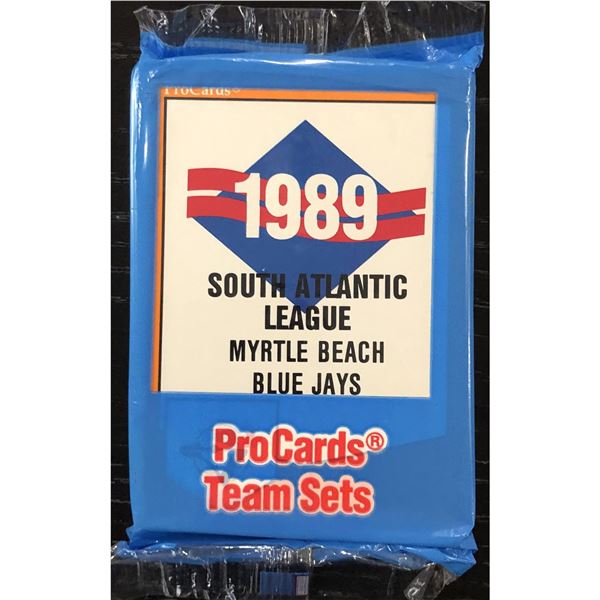 ProCards®
1989
SOUTH ATLANTIC
LEAGUE
MYRTLE BEACH
BLUE JAYS
ProCards®
Team Sets